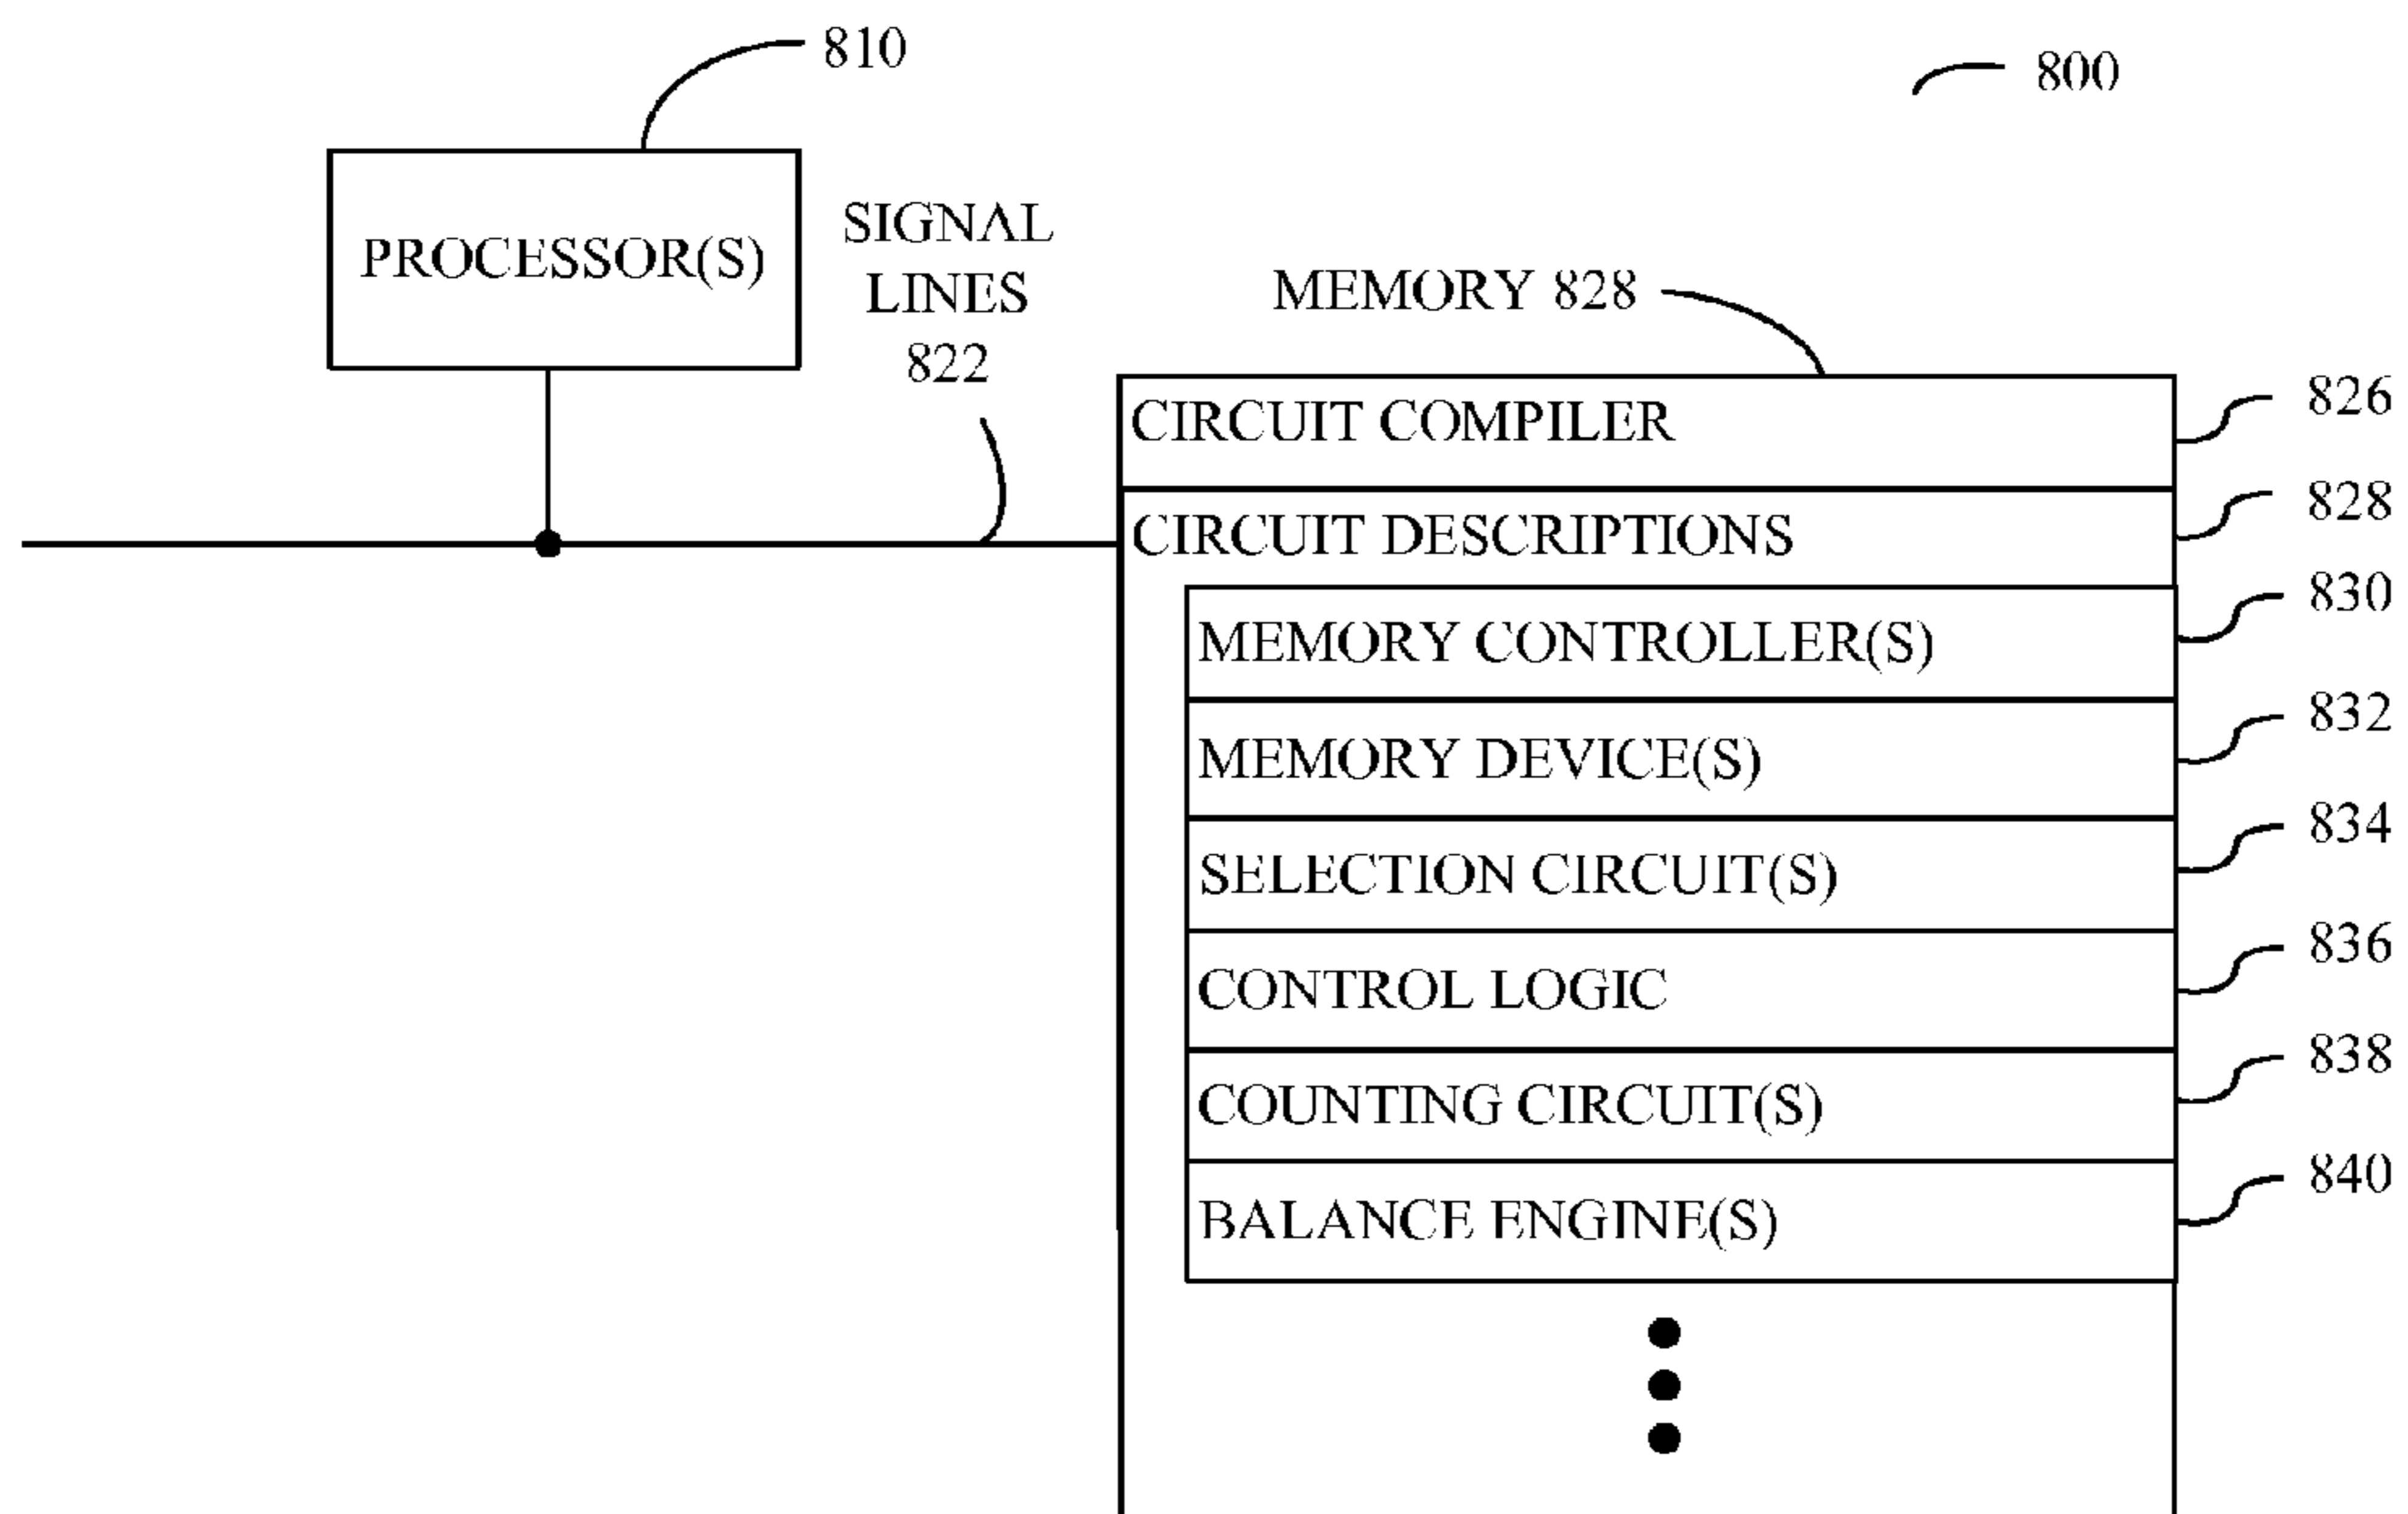 810
800
PROCESSOR(S)
SIGNAL
LINES
822
MEMORY 828
CIRCUIT COMPILER
826
CIRCUIT DESCRIPTIONS
828
MEMORY CONTROLLER(S)
830
MEMORY DEVICE(S)
832
SELECTION CIRCUIT(S)
834
CONTROL LOGIC
836
COUNTING CIRCUIT(S)
838
BALANCE ENGINE(S)
840